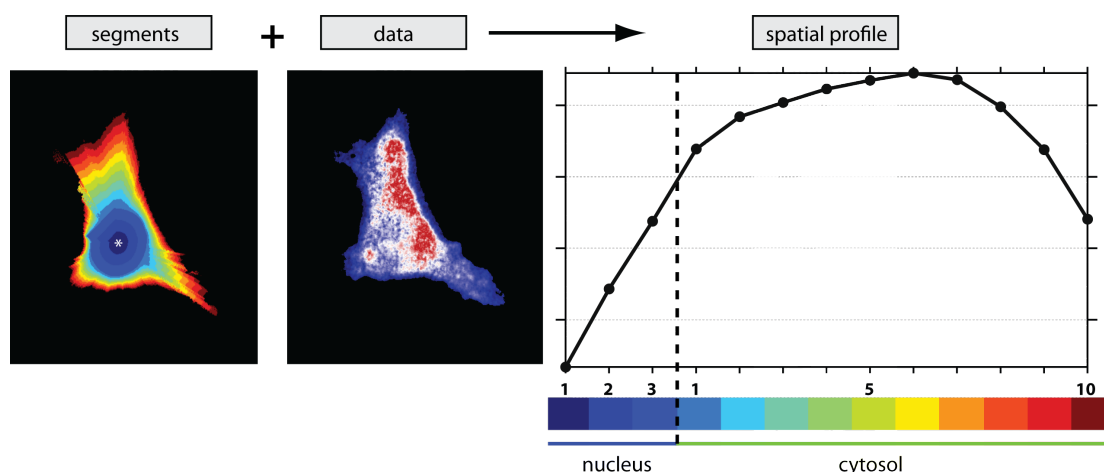 segments + data spatial profile
*
1 2 3 1 5 10
nucleus cytosol